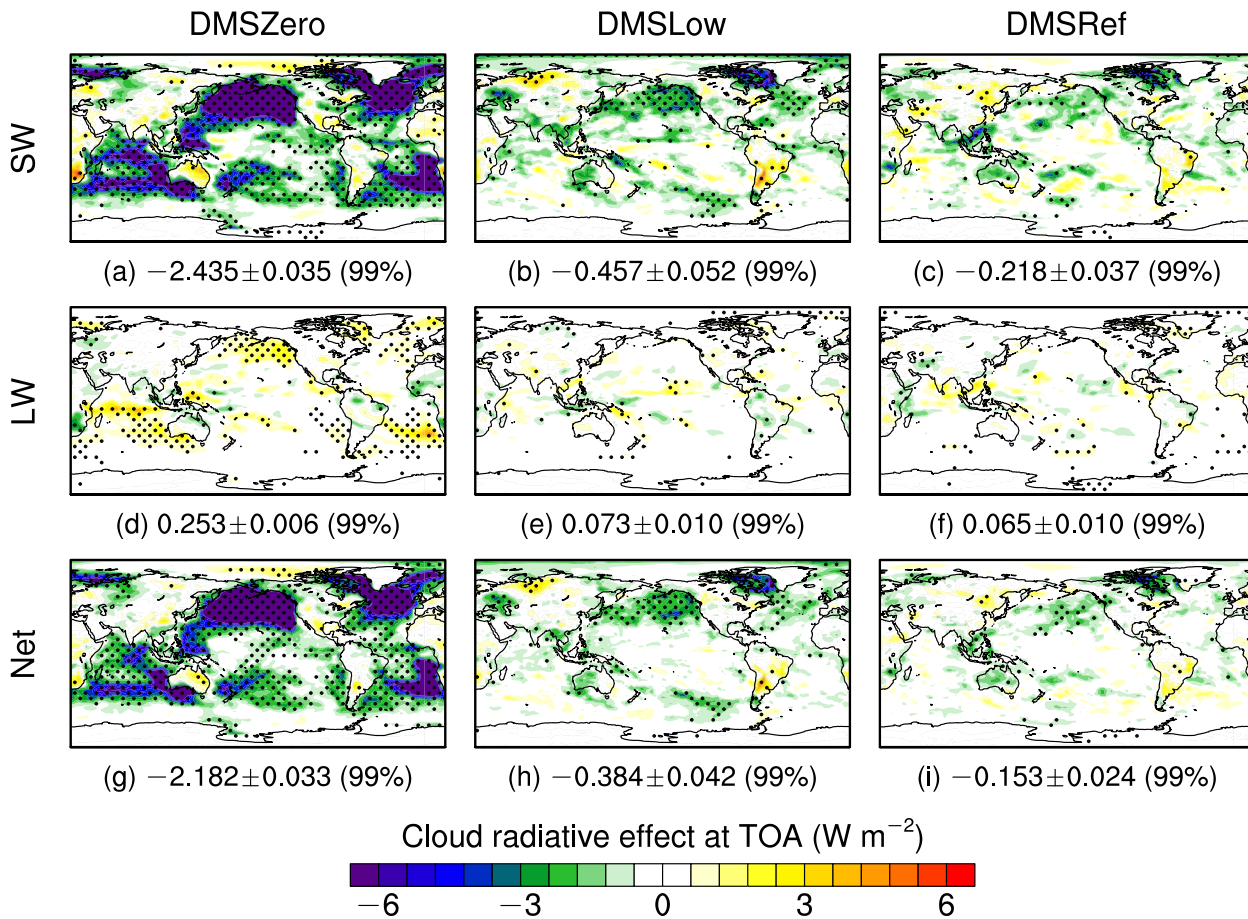 DMSZero DMSLow DMSRef
SW
(a) −2.435±0.035 (99%) (b) −0.457±0.052 (99%) (c) −0.218±0.037 (99%)
LW
(d) 0.253±0.006 (99%) (e) 0.073±0.010 (99%) (f) 0.065±0.010 (99%)
Net
(g) −2.182±0.033 (99%) (h) −0.384±0.042 (99%) (i) −0.153±0.024 (99%)
Cloud radiative effect at TOA (W m⁻²)
−6 −3 0 3 6